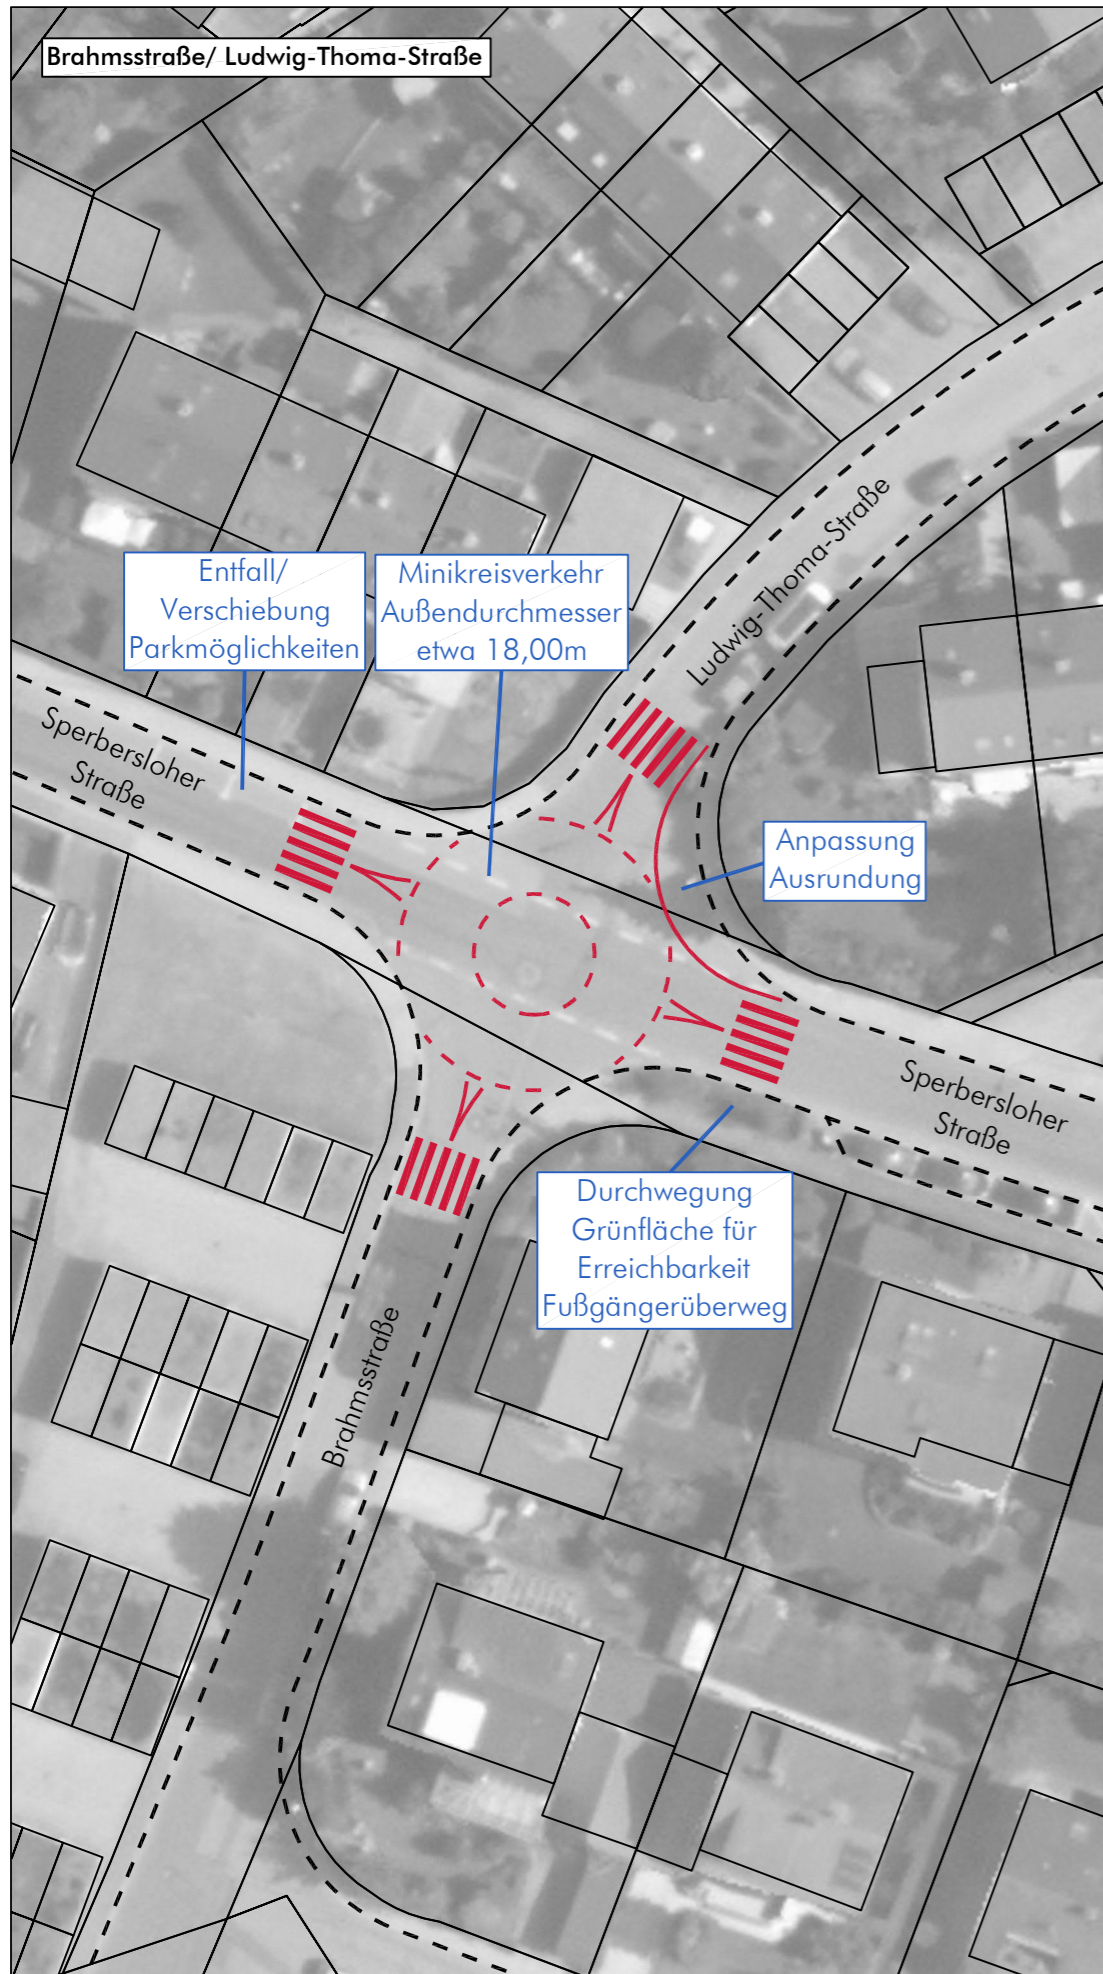 Brahmsstraße/ Ludwig-Thoma-Straße
Ludwig-Thoma-Straße
Entfall/
Verschiebung
Parkmöglichkeiten
Minikreisverkehr
Außendurchmesser
etwa 18,00m
Sperbersloher
Straße
Anpassung
Ausrundung
Sperbersloher
Straße
Durchwegung
Grünfläche für
Erreichbarkeit
Fußgängerüberweg
Brahmsstraße